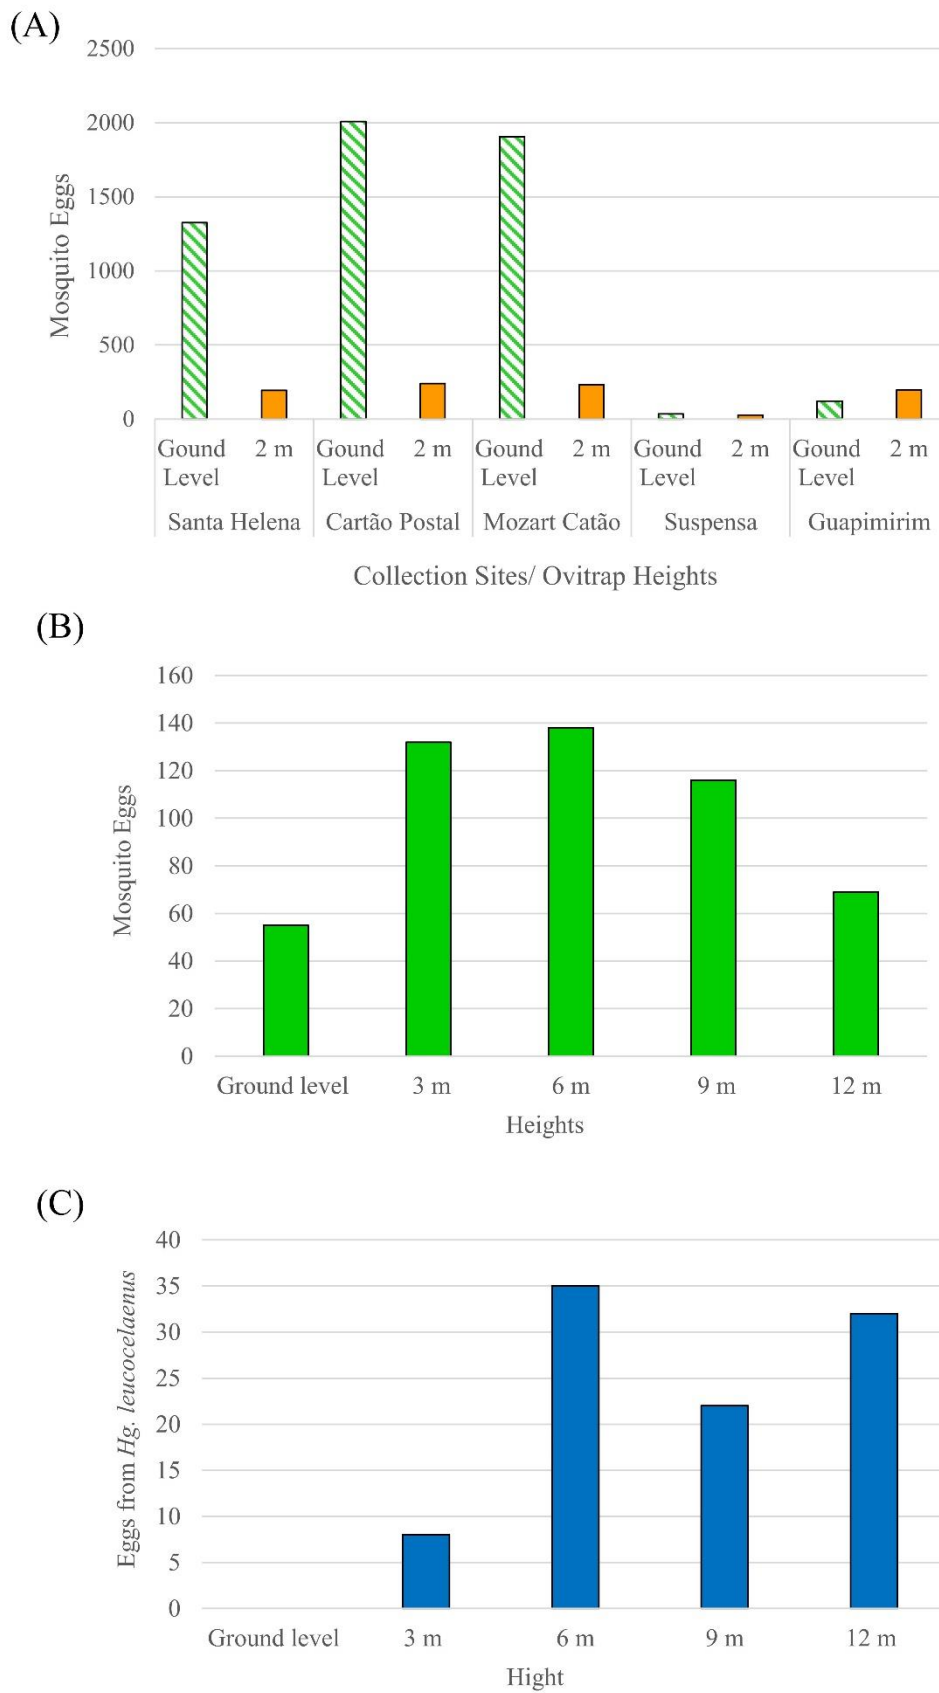 (A)
2500
2000
1500
1000
500
0
Mosquito Eggs
Gound Level 2 m Gound Level 2 m Gound Level 2 m Gound Level 2 m Gound Level 2 m
Santa Helena Cartão Postal Mozart Catão Suspensa Guapimirim
Collection Sites/ Ovitrap Heights
(B)
160
140
120
100
80
60
40
20
0
Mosquito Eggs
Ground level 3 m 6 m 9 m 12 m
Heights
(C)
40
35
30
25
20
15
10
5
0
Eggs from Hg. leucocelaenus
Ground level 3 m 6 m 9 m 12 m
Hight